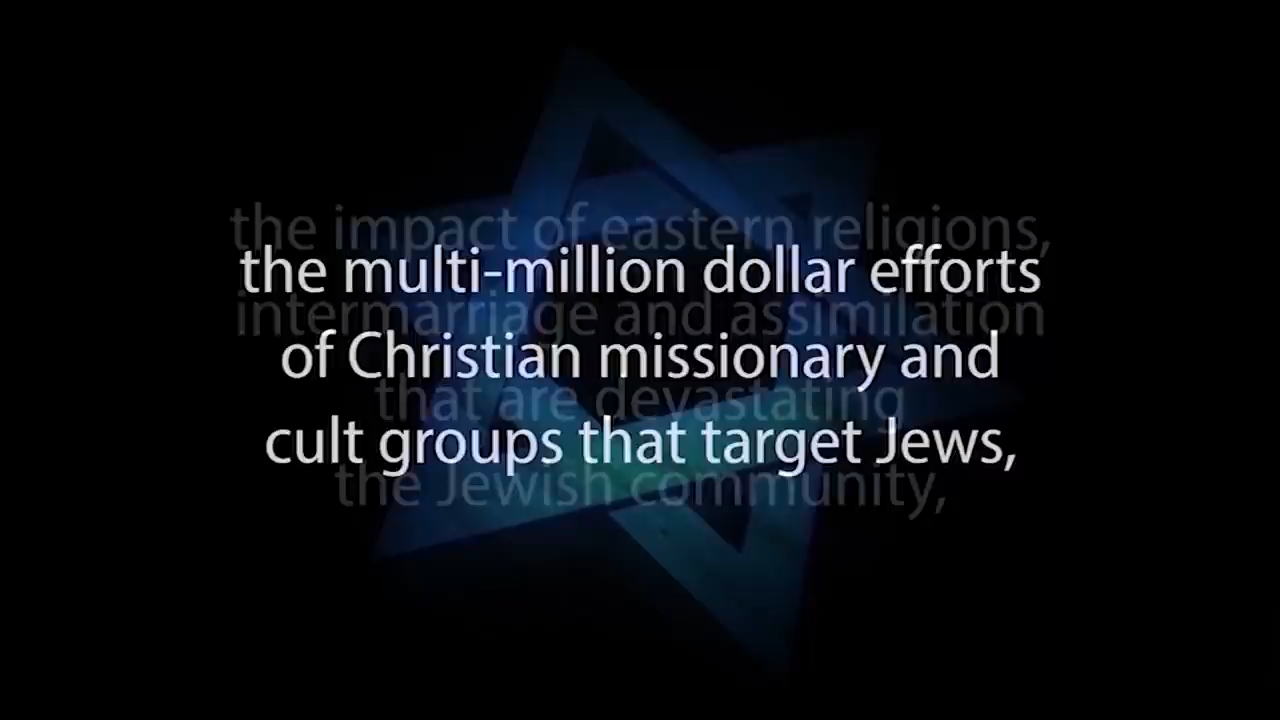 the multi-million dollar efforts
of Christian missionary and
cult groups that target Jews,
the impact of eastern religions,
intermarriage and assimilation
that are devastating
the Jewish community,